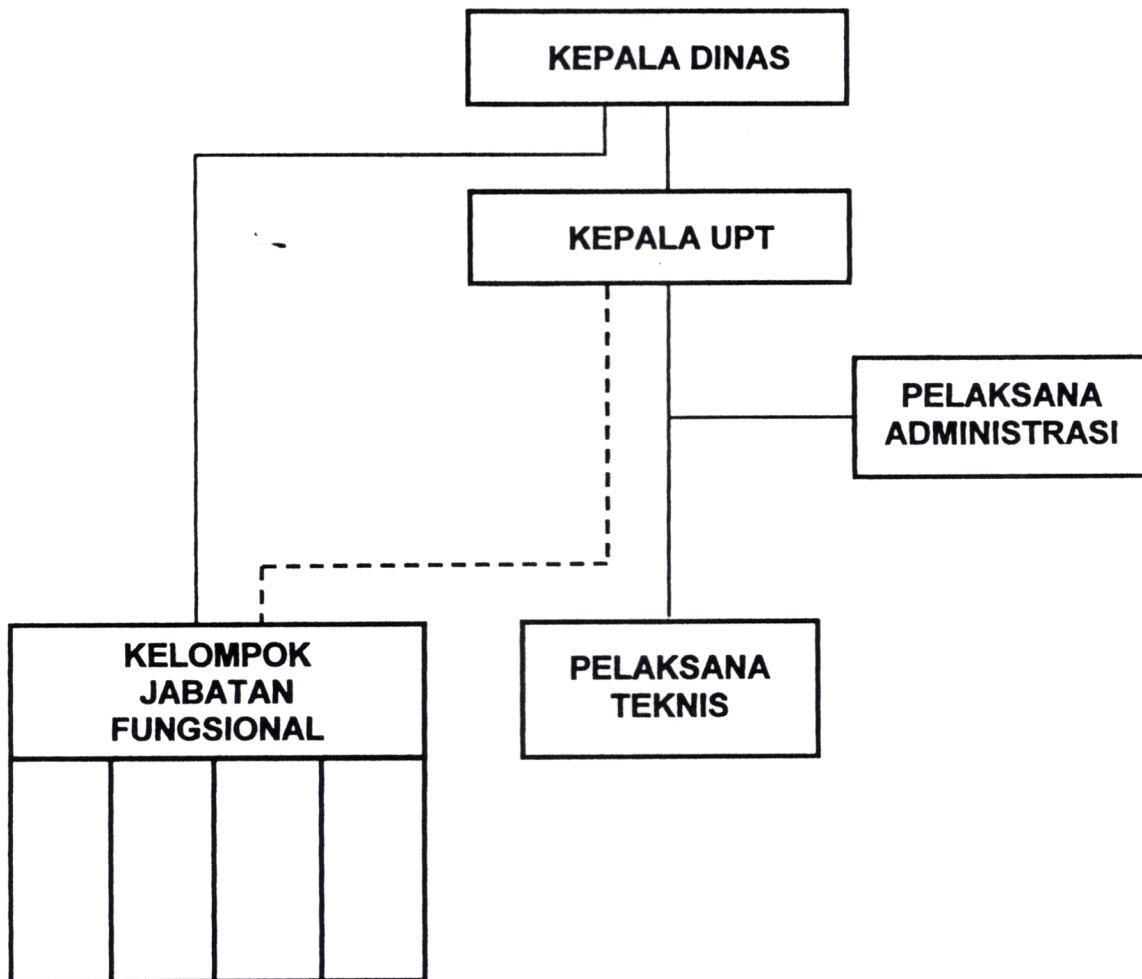 KEPALA DINAS
KEPALA UPT
PELAKSANA
ADMINISTRASI
KELOMPOK
JABATAN
FUNGSIONAL
PELAKSANA
TEKNIS